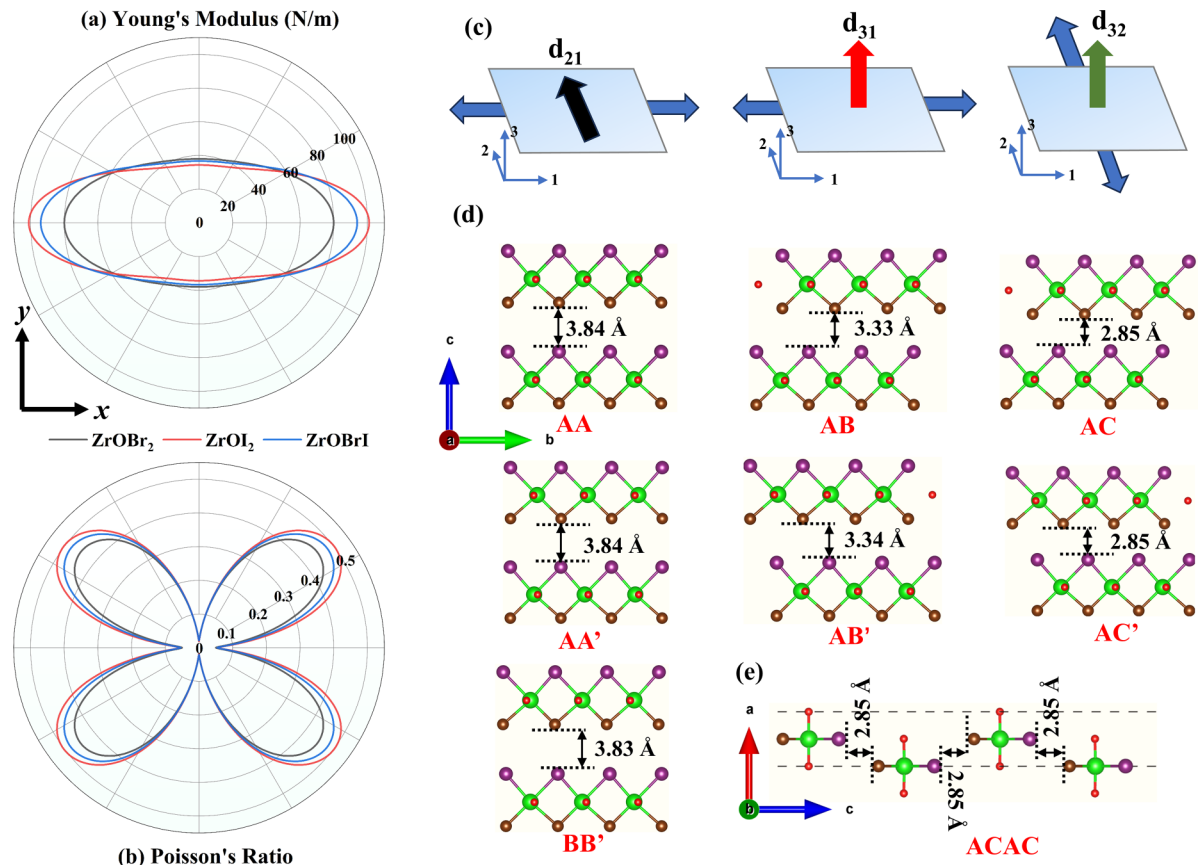 (a) Young's Modulus (N/m)
100
80
60
40
20
0
y
x
ZrOBr₂ ZrOI₂ ZrOBrI
0.5
0.4
0.3
0.2
0.1
0
(b) Poisson's Ratio
(c)
d₂₁ d₃₁ d₃₂
3 3 3
2 2 2
1 1 1
(d)
3.84 Å 3.33 Å 2.85 Å
AA AB AC
c
a b
3.84 Å 3.34 Å 2.85 Å
AA’ AB’ AC’
3.83 Å
BB’
(e)
a
b c
2.85 Å 2.85 Å 2.85 Å
ACAC